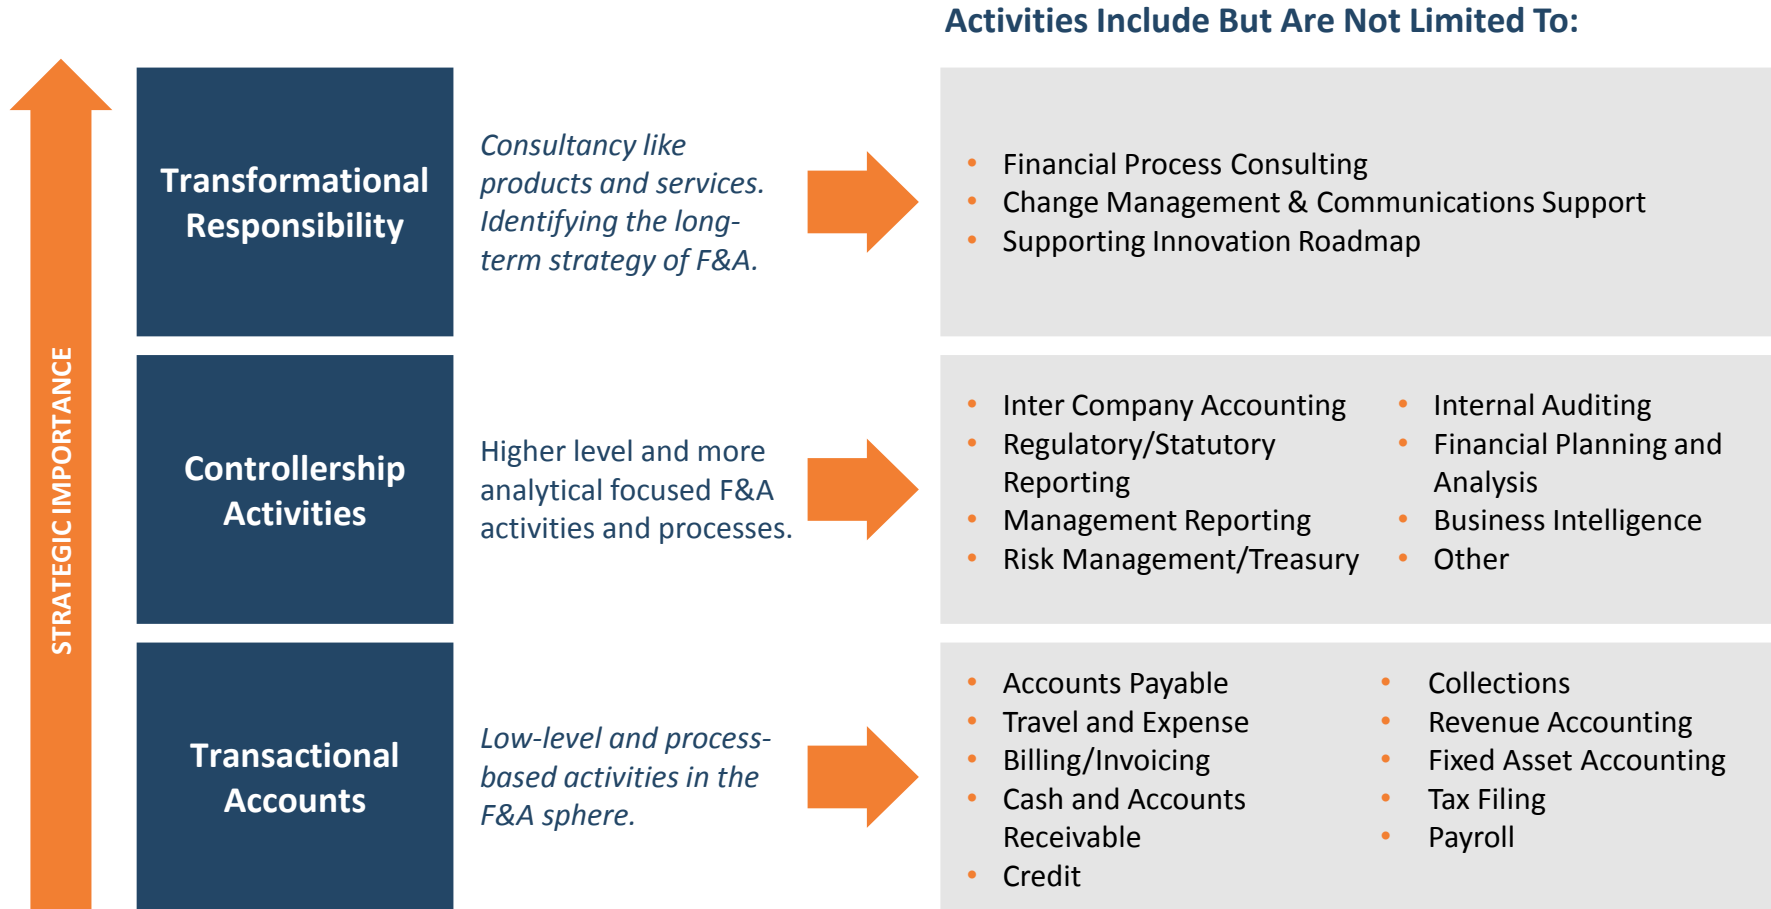 Activities Include But Are Not Limited To:
STRATEGIC IMPORTANCE
Transformational
Responsibility
Consultancy like
products and services.
Identifying the long-
term strategy of F&A.
• Financial Process Consulting
• Change Management & Communications Support
• Supporting Innovation Roadmap
Controllership
Activities
Higher level and more
analytical focused F&A
activities and processes.
• Inter Company Accounting
• Regulatory/Statutory
Reporting
• Management Reporting
• Risk Management/Treasury
• Internal Auditing
• Financial Planning and
Analysis
• Business Intelligence
• Other
Transactional
Accounts
Low-level and process-
based activities in the
F&A sphere.
• Accounts Payable
• Travel and Expense
• Billing/Invoicing
• Cash and Accounts
Receivable
• Credit
• Collections
• Revenue Accounting
• Fixed Asset Accounting
• Tax Filing
• Payroll